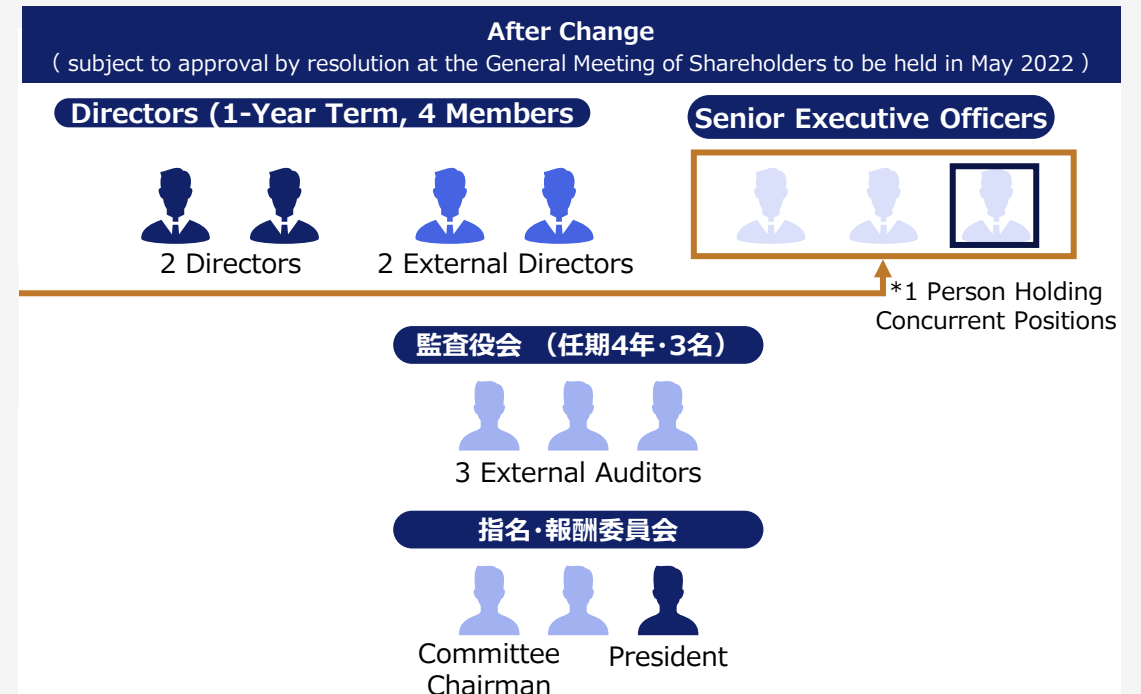 After Change
( subject to approval by resolution at the General Meeting of Shareholders to be held in May 2022 )
Directors (1-Year Term, 4 Members
Senior Executive Officers
2 Directors
2 External Directors
*1 Person Holding
Concurrent Positions
監査役会 （任期4年・3名）
3 External Auditors
指名・報酬委員会
Committee
Chairman
President